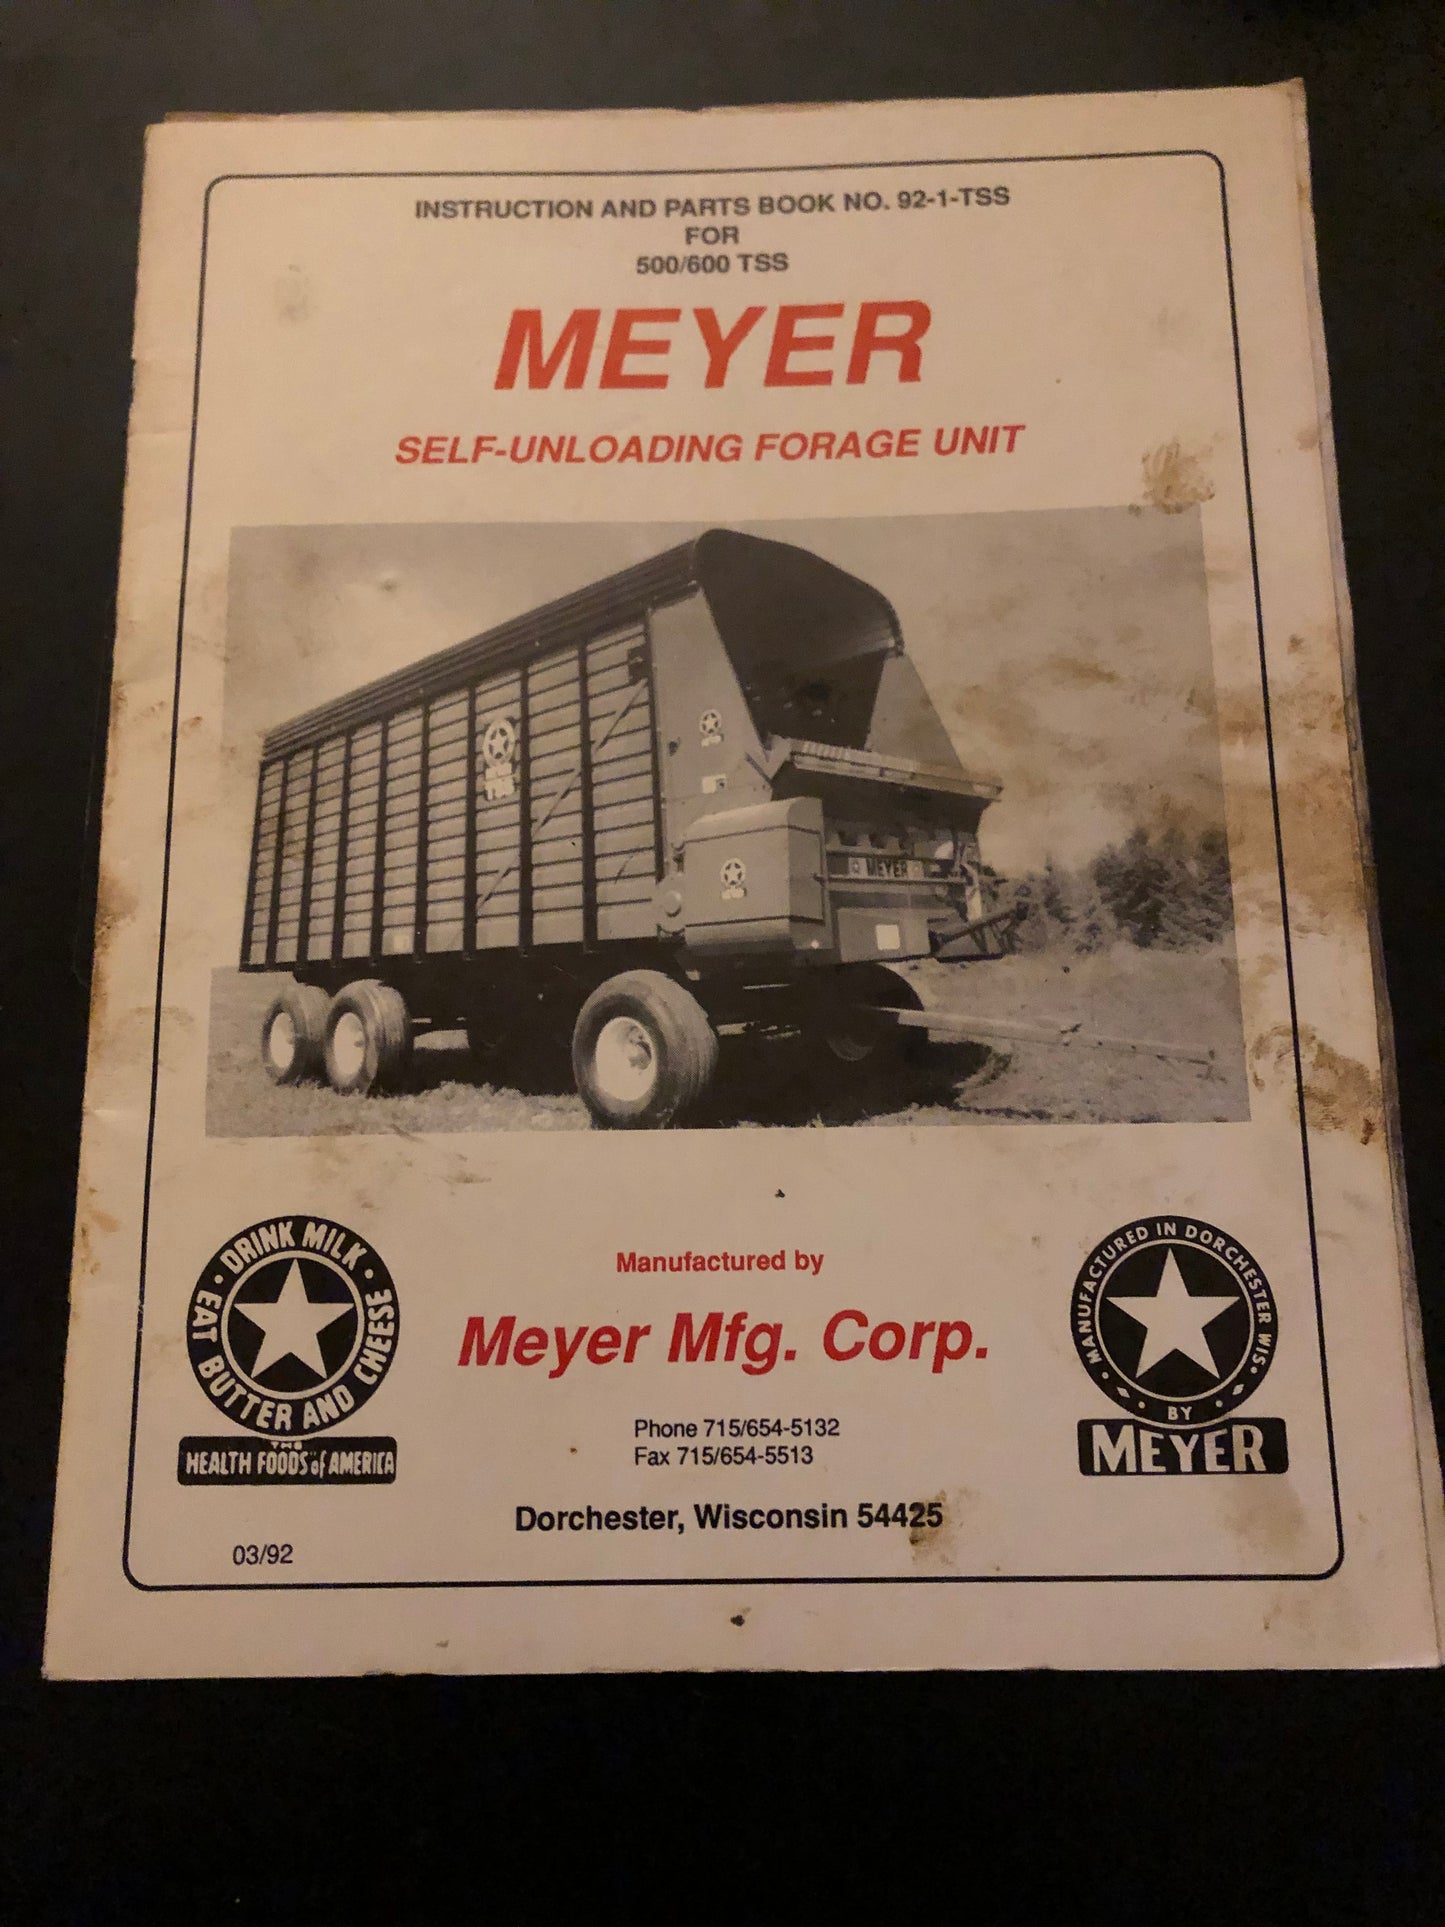 INSTRUCTION AND PARTS BOOK NO. 92-1-TSS
FOR
500/600 TSS
MEYER
SELF-UNLOADING FORAGE UNIT
MEYER
DRINK MILK • EAT BUTTER AND CHEESE •
THE
HEALTH FOODS of AMERICA
Manufactured by
Meyer Mfg. Corp.
Phone 715/654-5132
Fax 715/654-5513
Dorchester, Wisconsin 54425
MANUFACTURED IN DORCHESTER WIS.
BY
MEYER
03/92